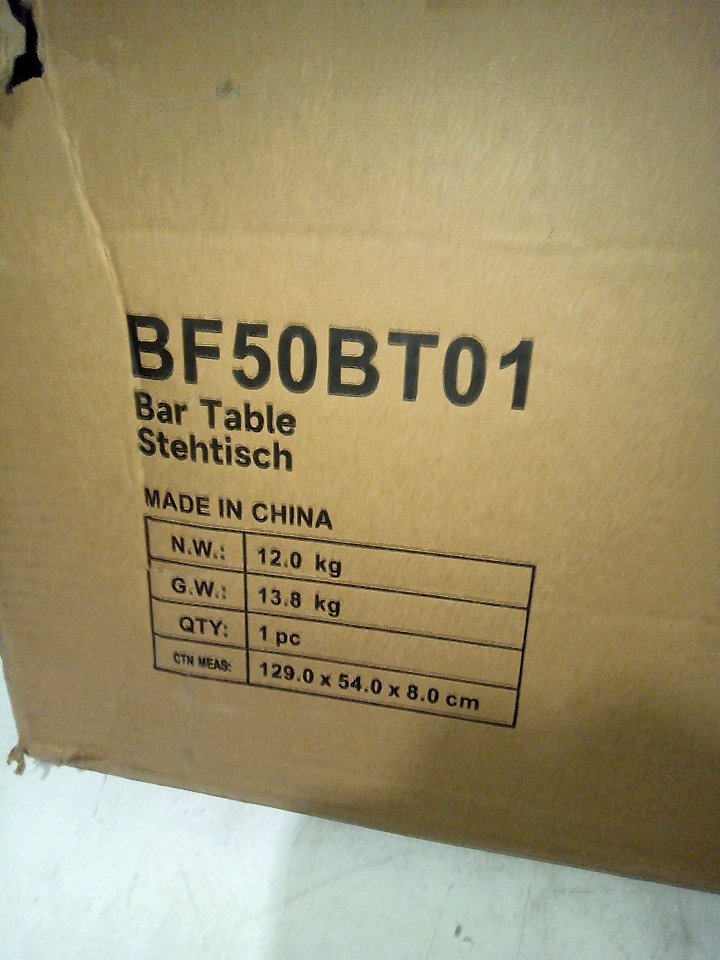 BF50BT01
Bar Table
Stehtisch
MADE IN CHINA
N.W.: 12.0 kg
G.W.: 13.8 kg
QTY: 1 pc
CTN MEAS: 129.0 x 54.0 x 8.0 cm